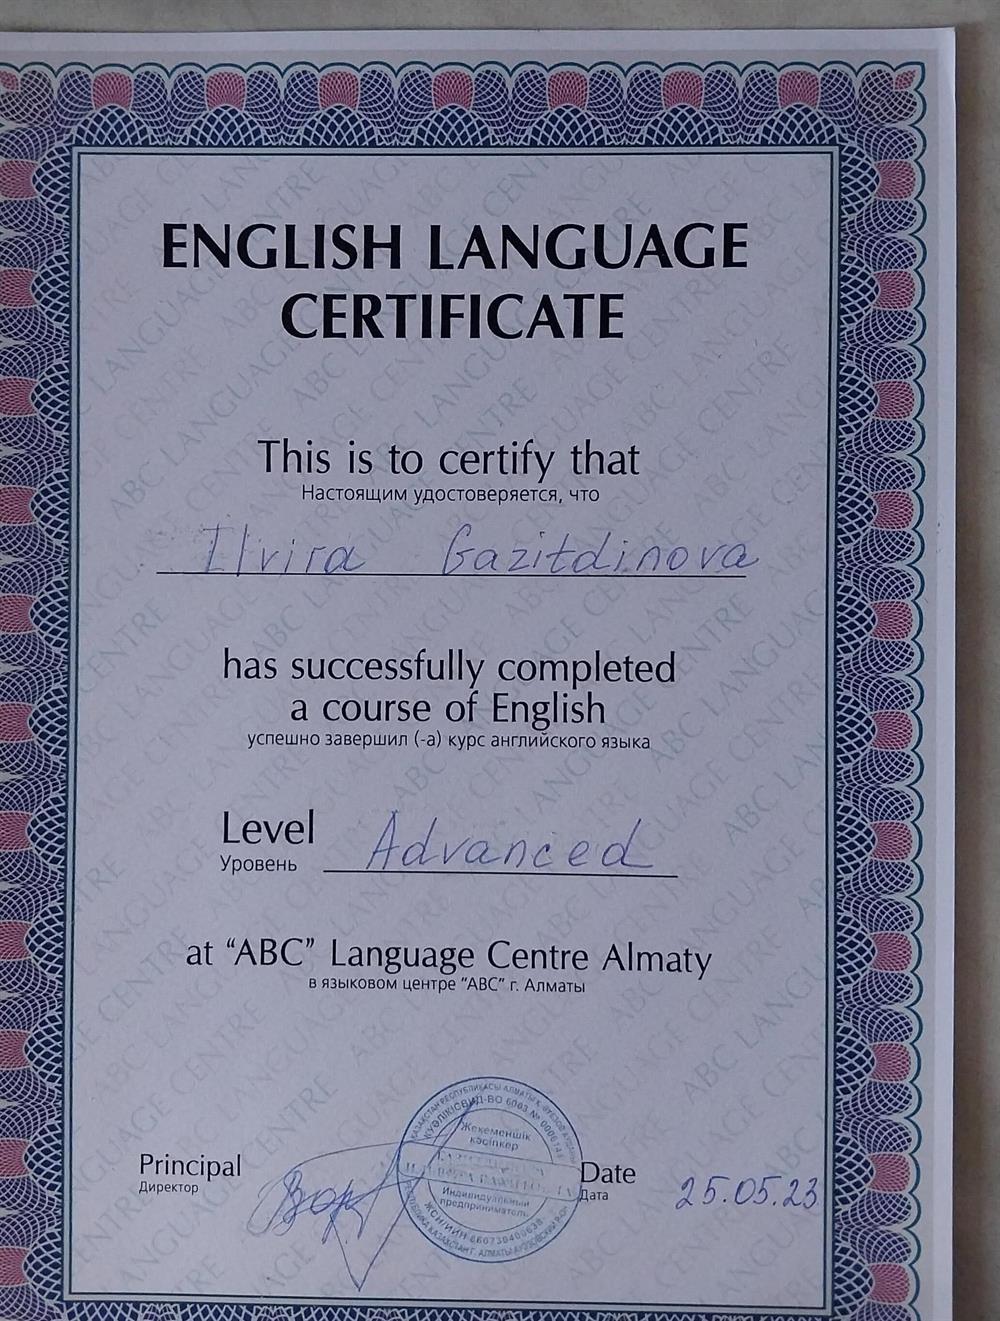 ENGLISH LANGUAGE
CERTIFICATE
This is to certify that
Настоящим удостоверяется, что
Ilvira Gazitdinova
has successfully completed
a course of English
успешно завершил (-а) курс английского языка
Level Advanced
Уровень
at “ABC” Language Centre Almaty
в языковом центре “ABC” г. Алматы
Жекеменшік
кәсіпкер
Индивидуальный
предприниматель
Principal
Директор
Date
Дата
25.05.23